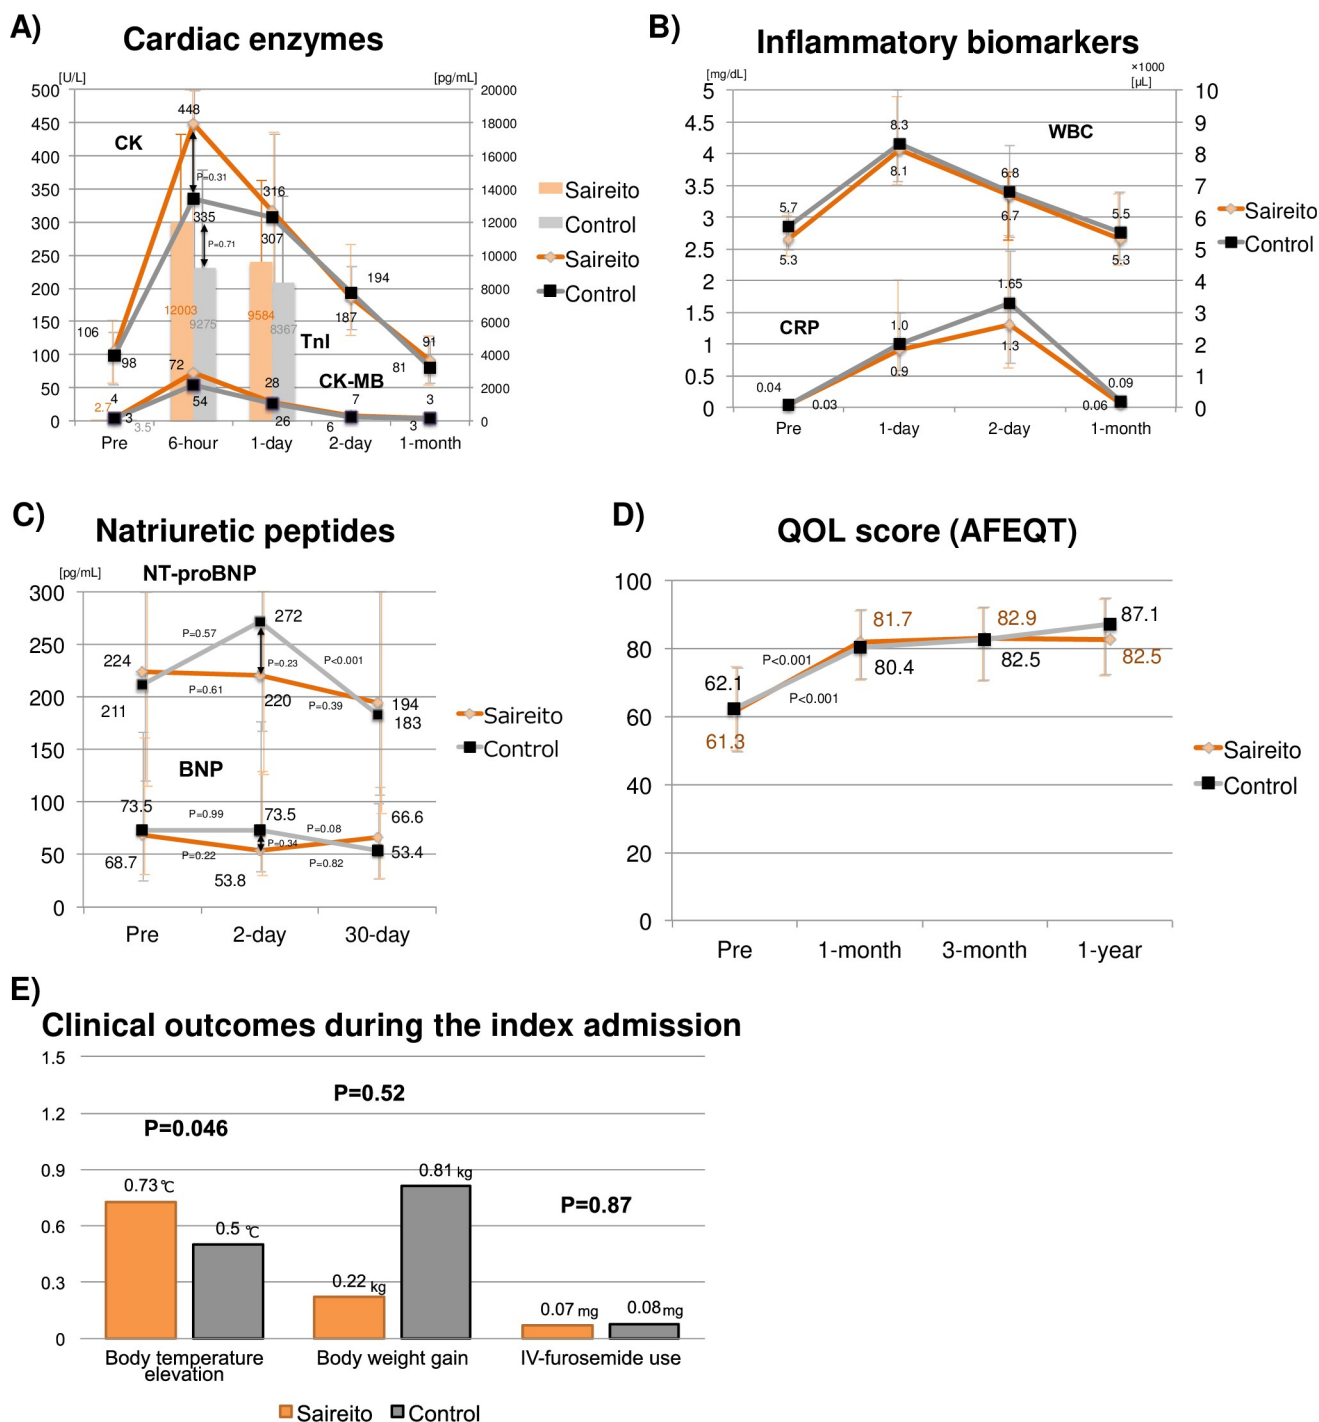 A)
Cardiac enzymes
[U/L]
[pg/mL]
500
450
400
350
300
250
200
150
100
50
0
20000
18000
16000
14000
12000
10000
8000
6000
4000
2000
0
448
CK
P=0.31
316
335
307
P=0.71
12003
9275
9584
8367
194
187
106
98
TnI
91
81
72
CK-MB
28
54
26
4
2.7
3
3.5
7
6
3
3
Pre
6-hour
1-day
2-day
1-month
Saireito
Control
Saireito
Control
B)
Inflammatory biomarkers
[mg/dL]
×1000
[µL]
5
4.5
4
3.5
3
2.5
2
1.5
1
0.5
0
10
9
8
7
6
5
4
3
2
1
0
WBC
8.3
8.1
6.8
6.7
5.7
5.3
5.5
5.3
CRP
1.65
1.3
1.0
0.9
0.04
0.03
0.09
0.06
Pre
1-day
2-day
1-month
Saireito
Control
C)
Natriuretic peptides
[pg/mL]
NT-proBNP
300
250
200
150
100
50
0
272
P=0.57
P=0.23
P<0.001
224
P=0.61
220
P=0.39
194
183
211
BNP
73.5
P=0.99
73.5
P=0.08
66.6
P=0.34
68.7
P=0.22
53.8
P=0.82
53.4
Pre
2-day
30-day
Saireito
Control
D)
QOL score (AFEQT)
100
80
60
40
20
0
81.7
82.9
87.1
P<0.001
80.4
82.5
82.5
62.1
P<0.001
61.3
Pre
1-month
3-month
1-year
Saireito
Control
E)
Clinical outcomes during the index admission
1.5
1.2
0.9
0.6
0.3
0
P=0.52
P=0.046
P=0.87
0.73 ℃
0.5 ℃
0.22 kg
0.81 kg
0.07 mg
0.08 mg
Body temperature
elevation
Body weight gain
IV-furosemide use
Saireito
Control